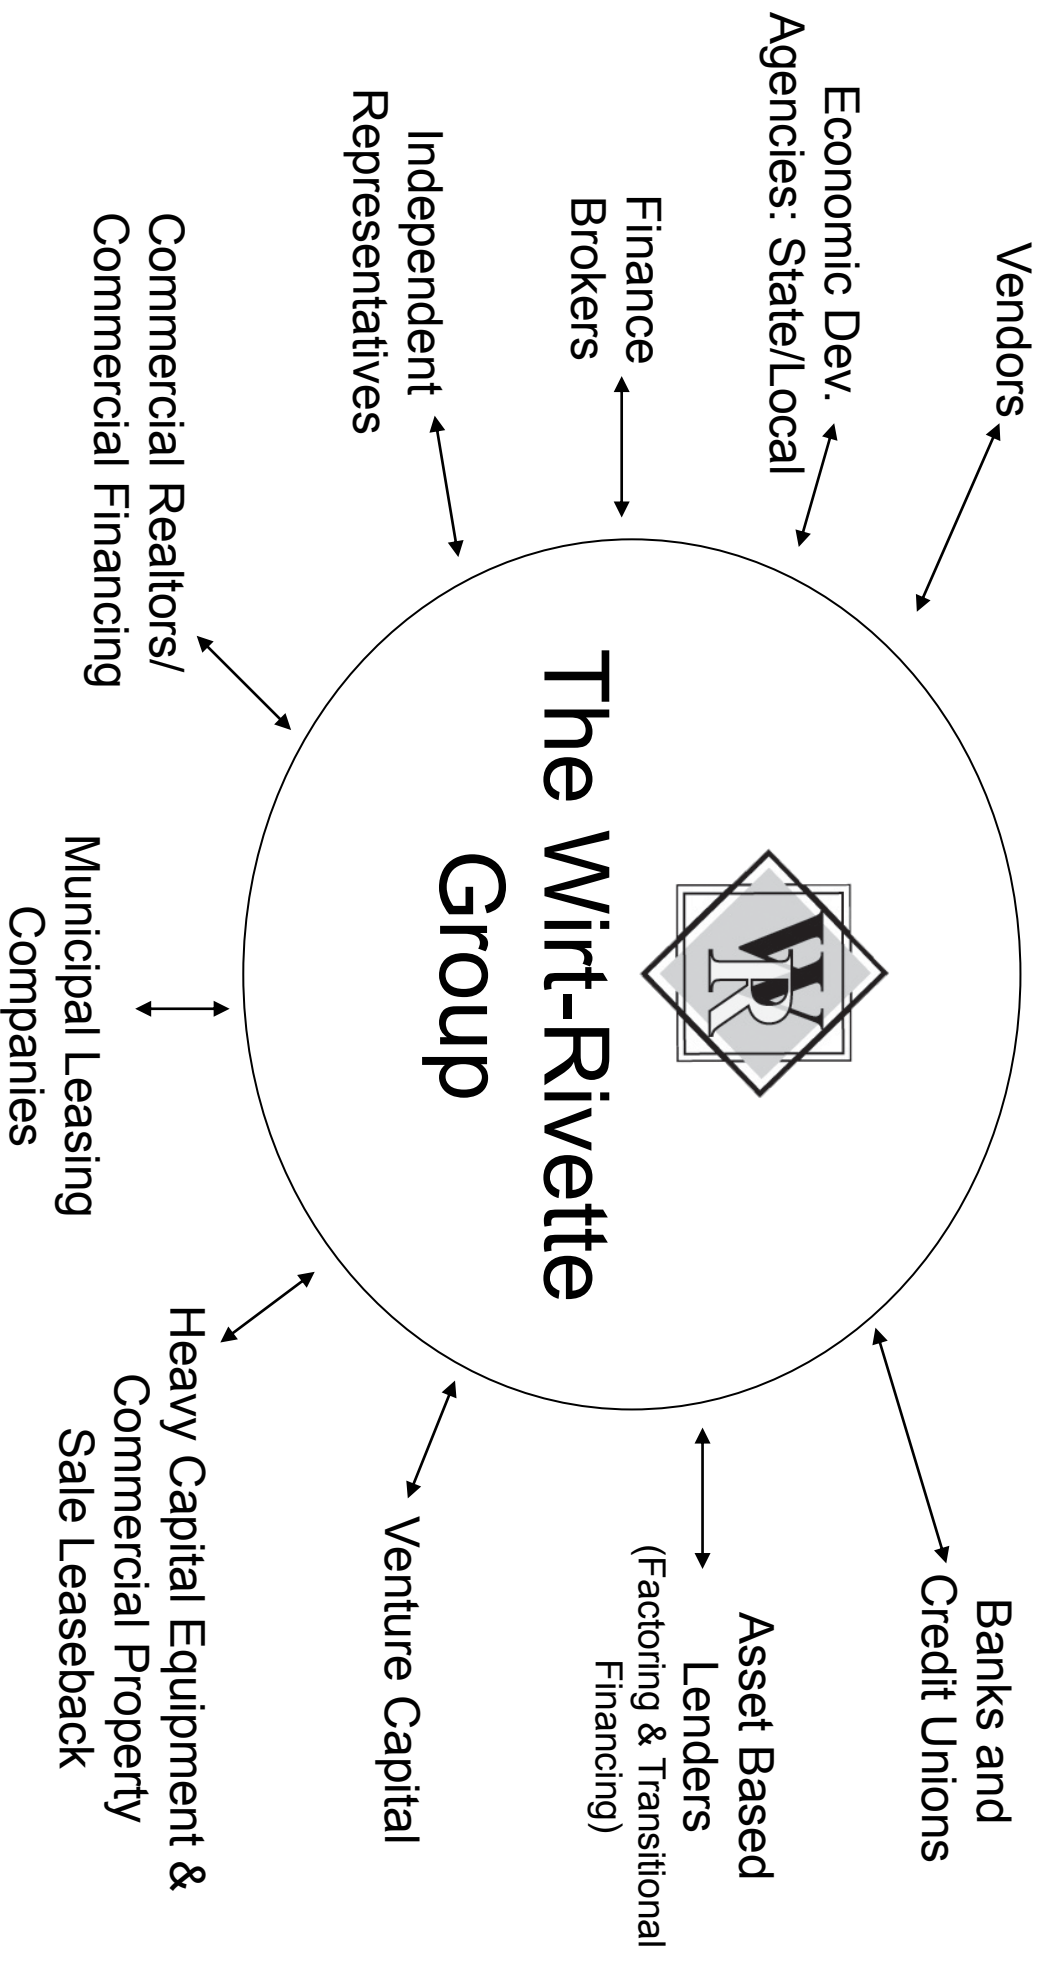 Vendors
Economic Dev.
Agencies: State/Local
Finance
Brokers
Independent
Representatives
Commercial Realtors/
Commercial Financing
WR
The Wirt-Rivette
Group
Municipal Leasing
Companies
Banks and
Credit Unions
Asset Based
Lenders
(Factoring & Transitional
Financing)
Venture Capital
Heavy Capital Equipment &
Commercial Property
Sale Leaseback